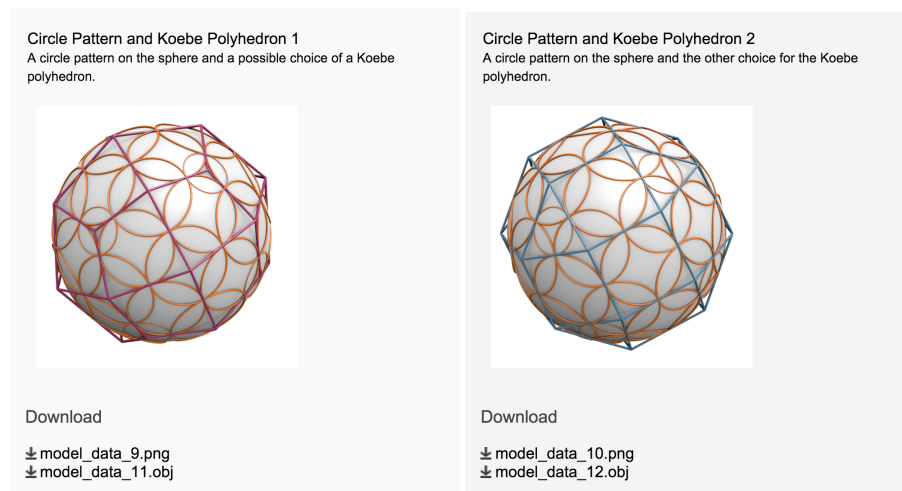 Circle Pattern and Koebe Polyhedron 1
A circle pattern on the sphere and a possible choice of a Koebe
polyhedron.
Download
model_data_9.png
model_data_11.obj
Circle Pattern and Koebe Polyhedron 2
A circle pattern on the sphere and the other choice for the Koebe
polyhedron.
Download
model_data_10.png
model_data_12.obj